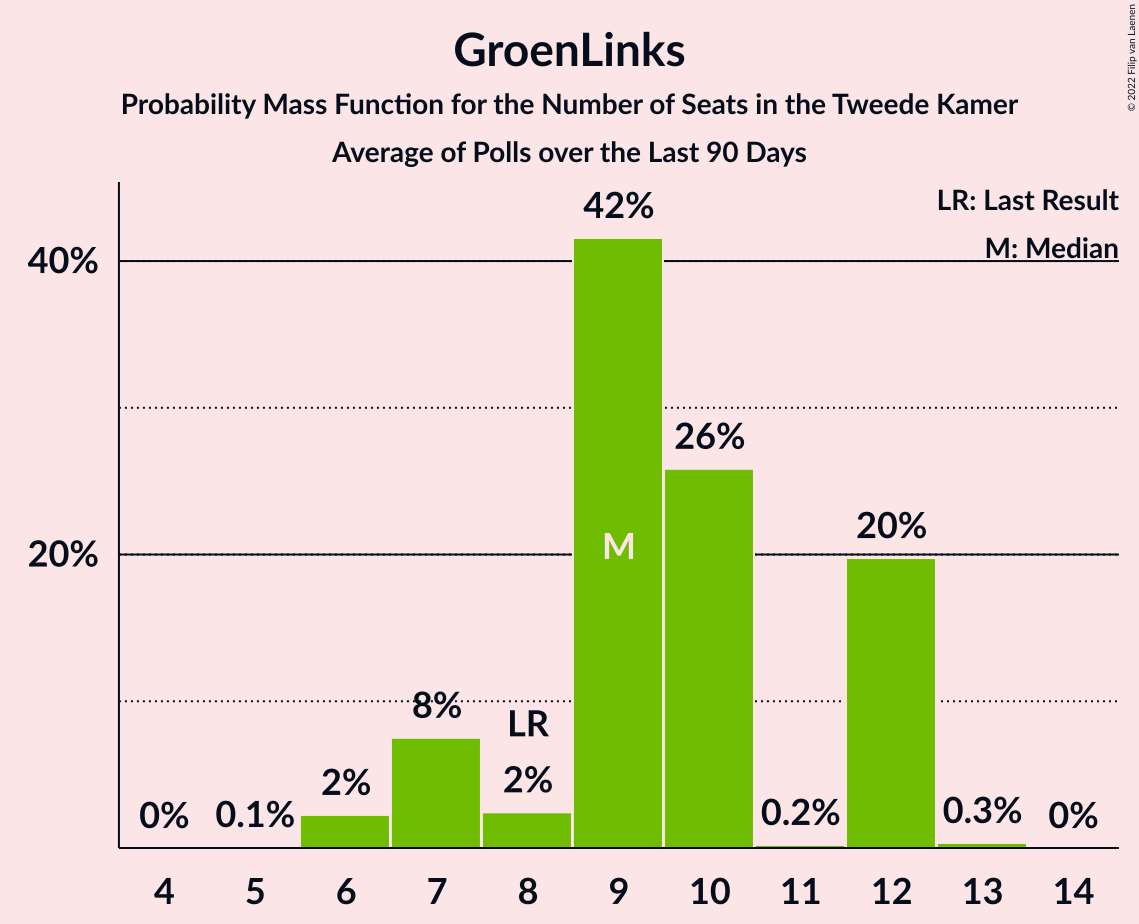 GroenLinks
Probability Mass Function for the Number of Seats in the Tweede Kamer
Average of Polls over the Last 90 Days
© 2022 Filip van Laenen
LR: Last Result
M: Median
40%
20%
0%
0.1%
2%
8%
LR
2%
42%
M
26%
0.2%
20%
0.3%
0%
4 5 6 7 8 9 10 11 12 13 14